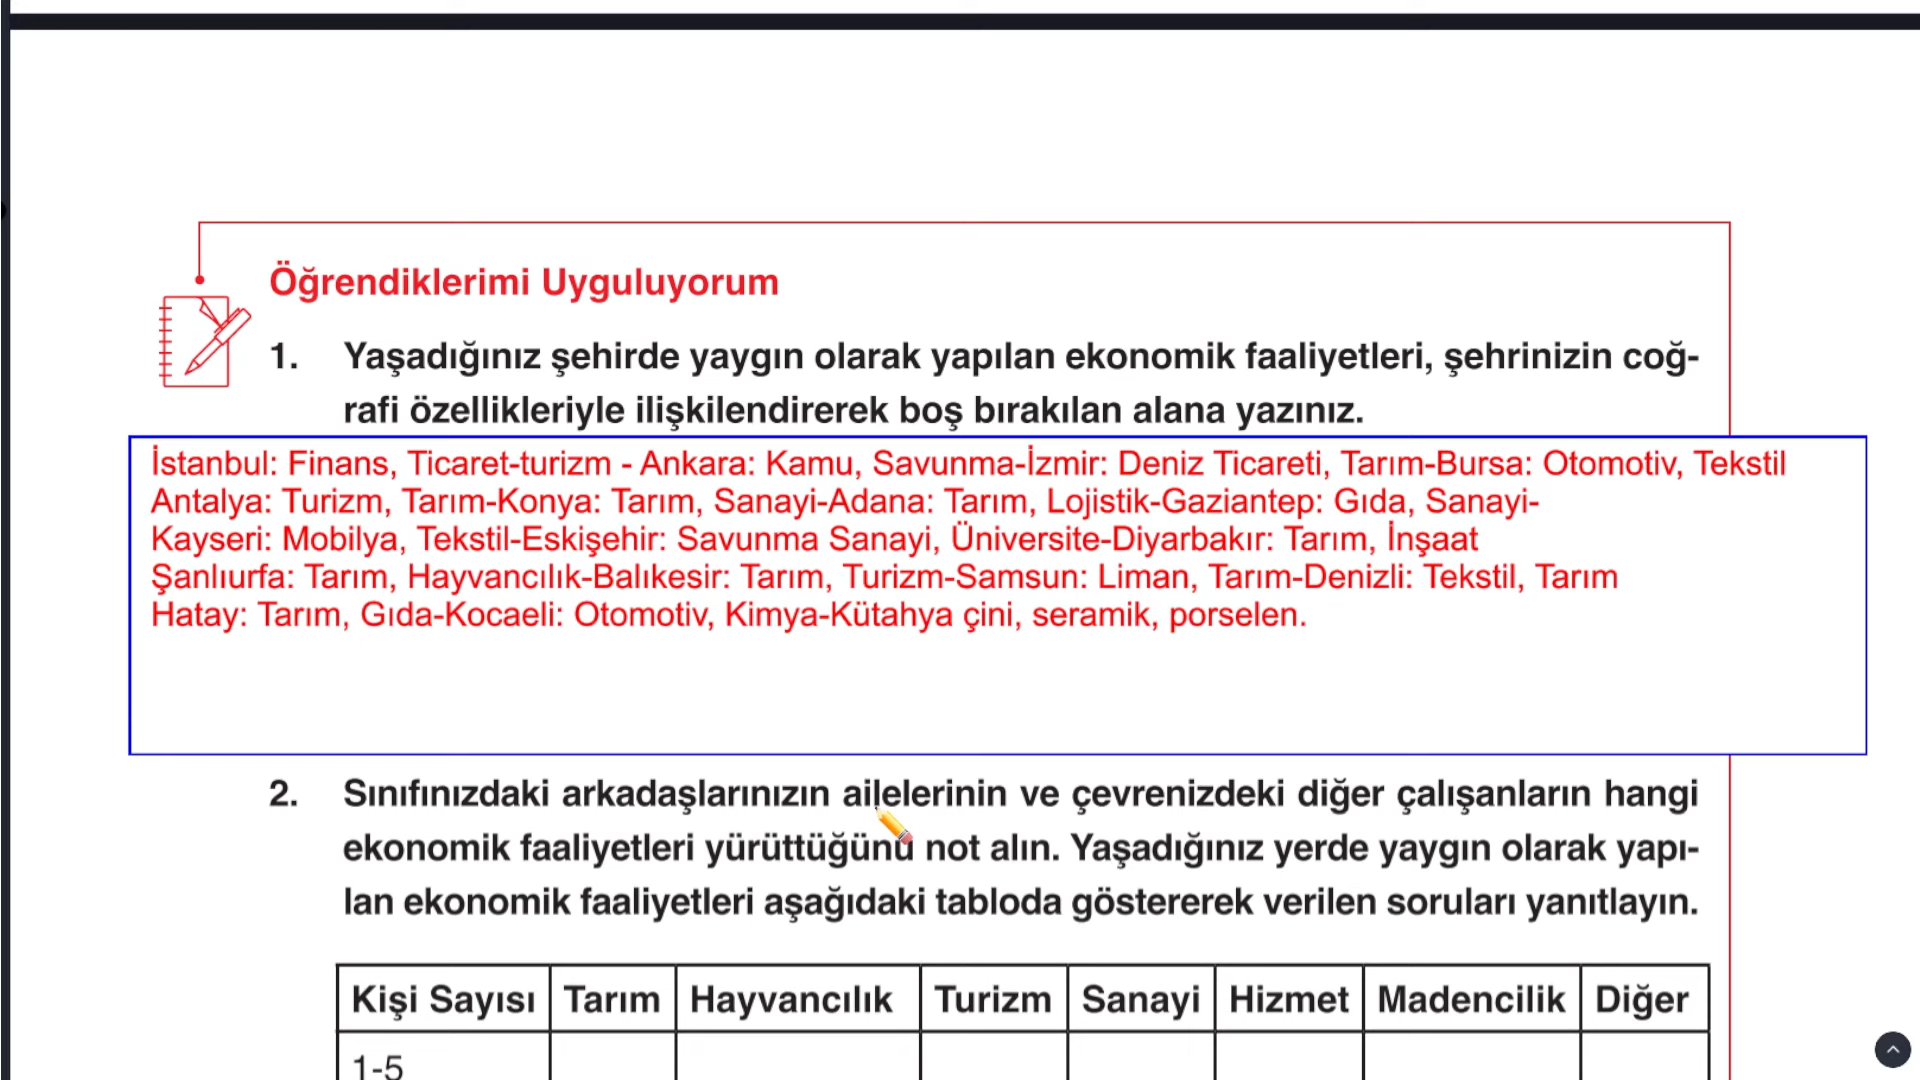 Öğrendiklerimi Uyguluyorum
1. Yaşadığınız şehirde yaygın olarak yapılan ekonomik faaliyetleri, şehrinizin coğ-
rafi özellikleriyle ilişkilendirerek boş bırakılan alana yazınız.
İstanbul: Finans, Ticaret-turizm - Ankara: Kamu, Savunma-İzmir: Deniz Ticareti, Tarım-Bursa: Otomotiv, Tekstil
Antalya: Turizm, Tarım-Konya: Tarım, Sanayi-Adana: Tarım, Lojistik-Gaziantep: Gıda, Sanayi-
Kayseri: Mobilya, Tekstil-Eskişehir: Savunma Sanayi, Üniversite-Diyarbakır: Tarım, İnşaat
Şanlıurfa: Tarım, Hayvancılık-Balıkesir: Tarım, Turizm-Samsun: Liman, Tarım-Denizli: Tekstil, Tarım
Hatay: Tarım, Gıda-Kocaeli: Otomotiv, Kimya-Kütahya çini, seramik, porselen.
2. Sınıfınızdaki arkadaşlarınızın ailelerinin ve çevrenizdeki diğer çalışanların hangi
ekonomik faaliyetleri yürüttüğünü not alın. Yaşadığınız yerde yaygın olarak yapı-
lan ekonomik faaliyetleri aşağıdaki tabloda göstererek verilen soruları yanıtlayın.
Kişi Sayısı Tarım Hayvancılık Turizm Sanayi Hizmet Madencilik Diğer
1-5